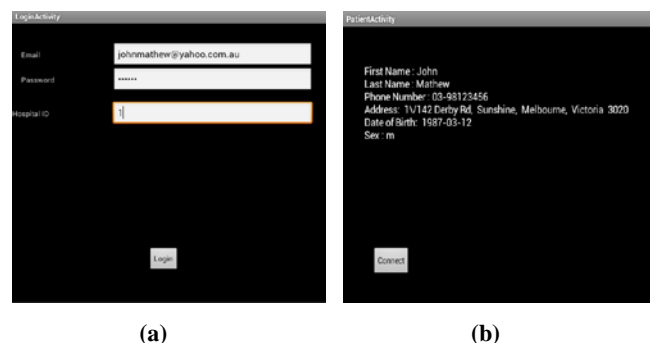 LoginActivity
Email
johnmathew@yahoo.com.au
Password
••••••
Hospital ID
1
Login
(a)
PatientActivity
First Name : John
Last Name : Mathew
Phone Number : 03-98123456
Address: 1\/142 Derby Rd, Sunshine, Melbourne, Victoria 3020
Date of Birth: 1987-03-12
Sex : m
Connect
(b)